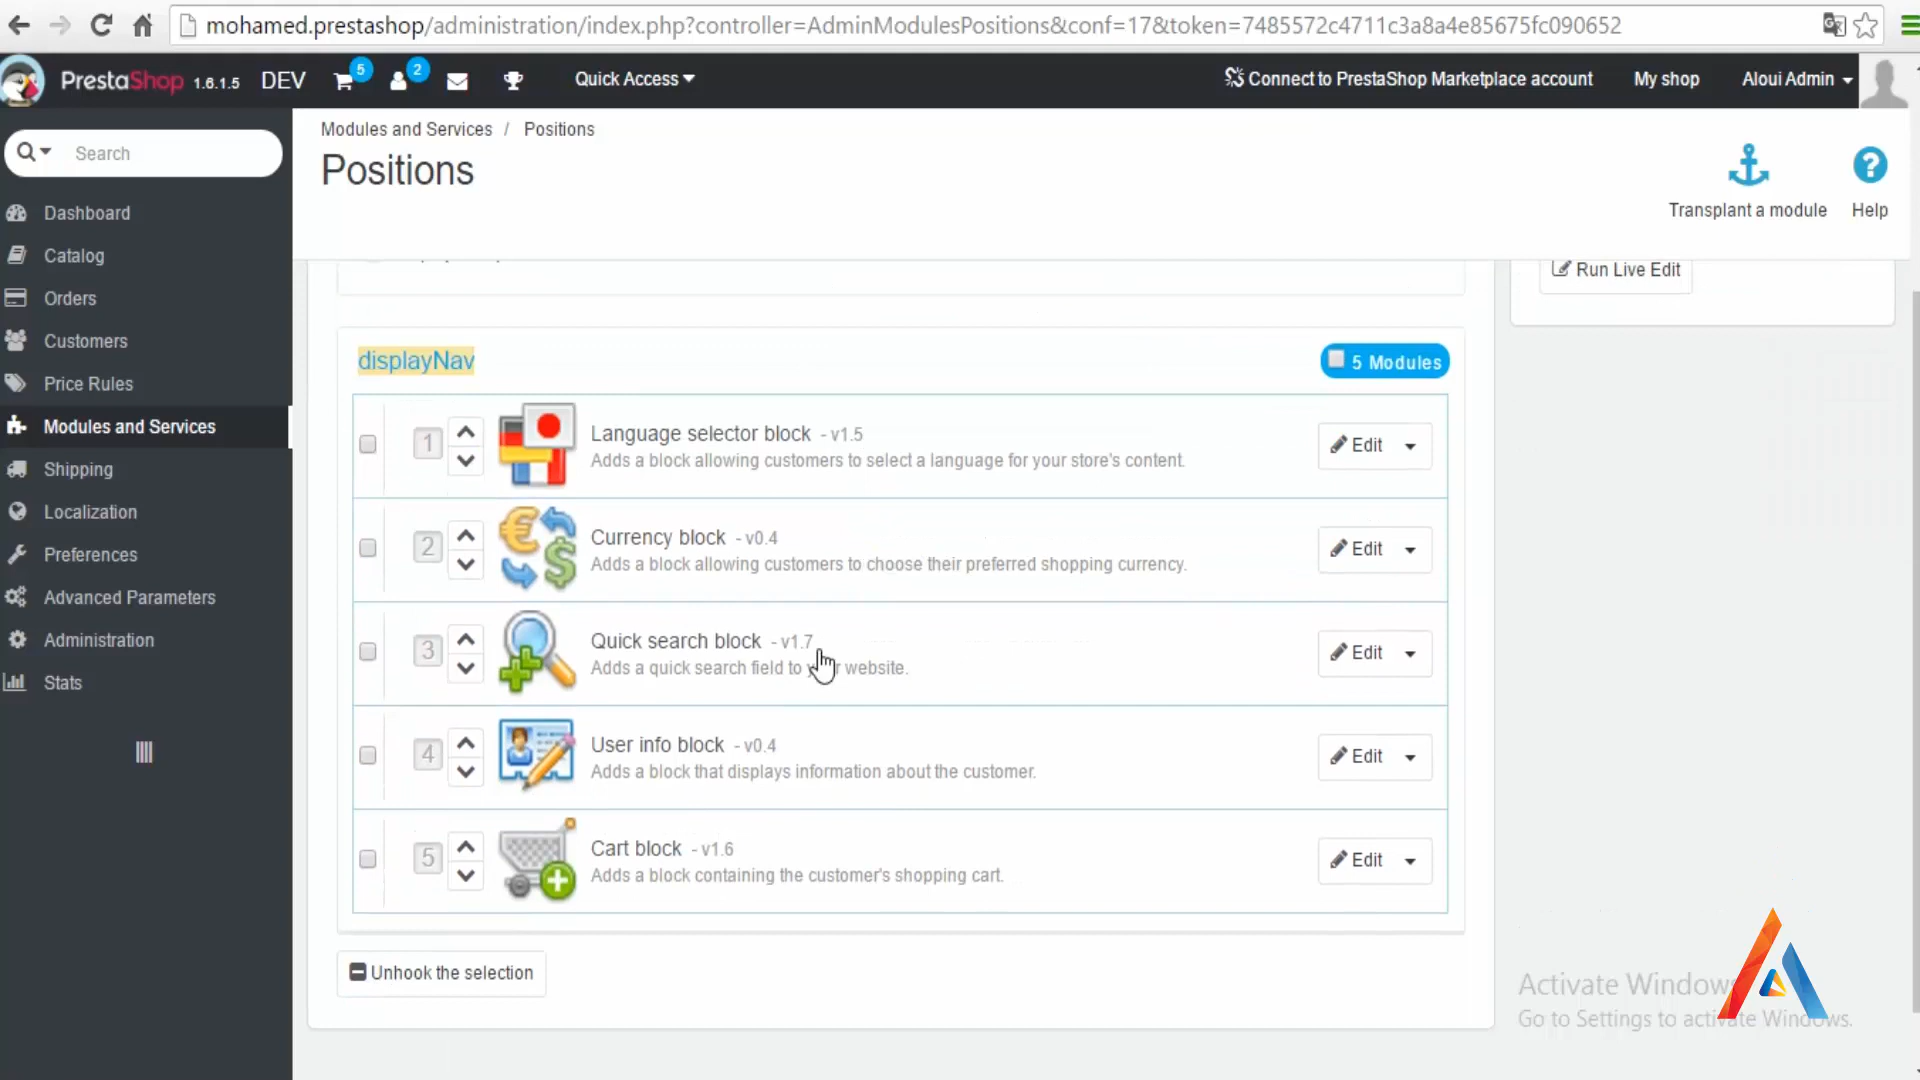 mohamed.prestashop/administration/index.php?controller=AdminModulesPositions&conf=17&token=7485572c4711c3a8a4e85675fc090652
PrestaShop 1.6.1.5 DEV 5 2 Quick Access Connect to PrestaShop Marketplace account My shop Aloui Admin
Search
Dashboard
Catalog
Orders
Customers
Price Rules
Modules and Services
Shipping
Localization
Preferences
Advanced Parameters
Administration
Stats
Modules and Services / Positions
Positions
Transplant a module
Help
Run Live Edit
displayNav
5 Modules
1 Language selector block - v1.5
Adds a block allowing customers to select a language for your store's content.
Edit
2 Currency block - v0.4
Adds a block allowing customers to choose their preferred shopping currency.
Edit
3 Quick search block - v1.7
Adds a quick search field to your website.
Edit
4 User info block - v0.4
Adds a block that displays information about the customer.
Edit
5 Cart block - v1.6
Adds a block containing the customer's shopping cart.
Edit
Unhook the selection
Activate Windows
Go to Settings to activate Windows.